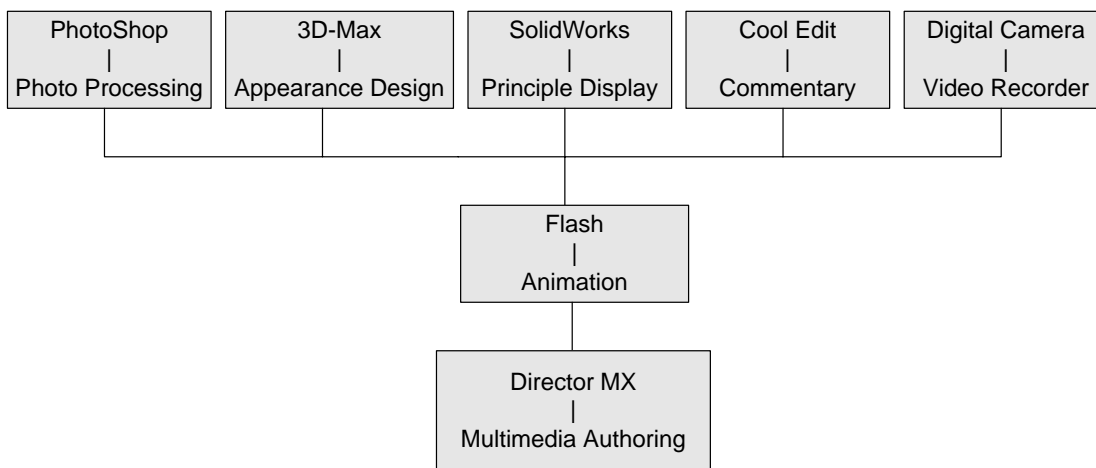 PhotoShop
|
Photo Processing
3D-Max
|
Appearance Design
SolidWorks
|
Principle Display
Cool Edit
|
Commentary
Digital Camera
|
Video Recorder
Flash
|
Animation
Director MX
|
Multimedia Authoring